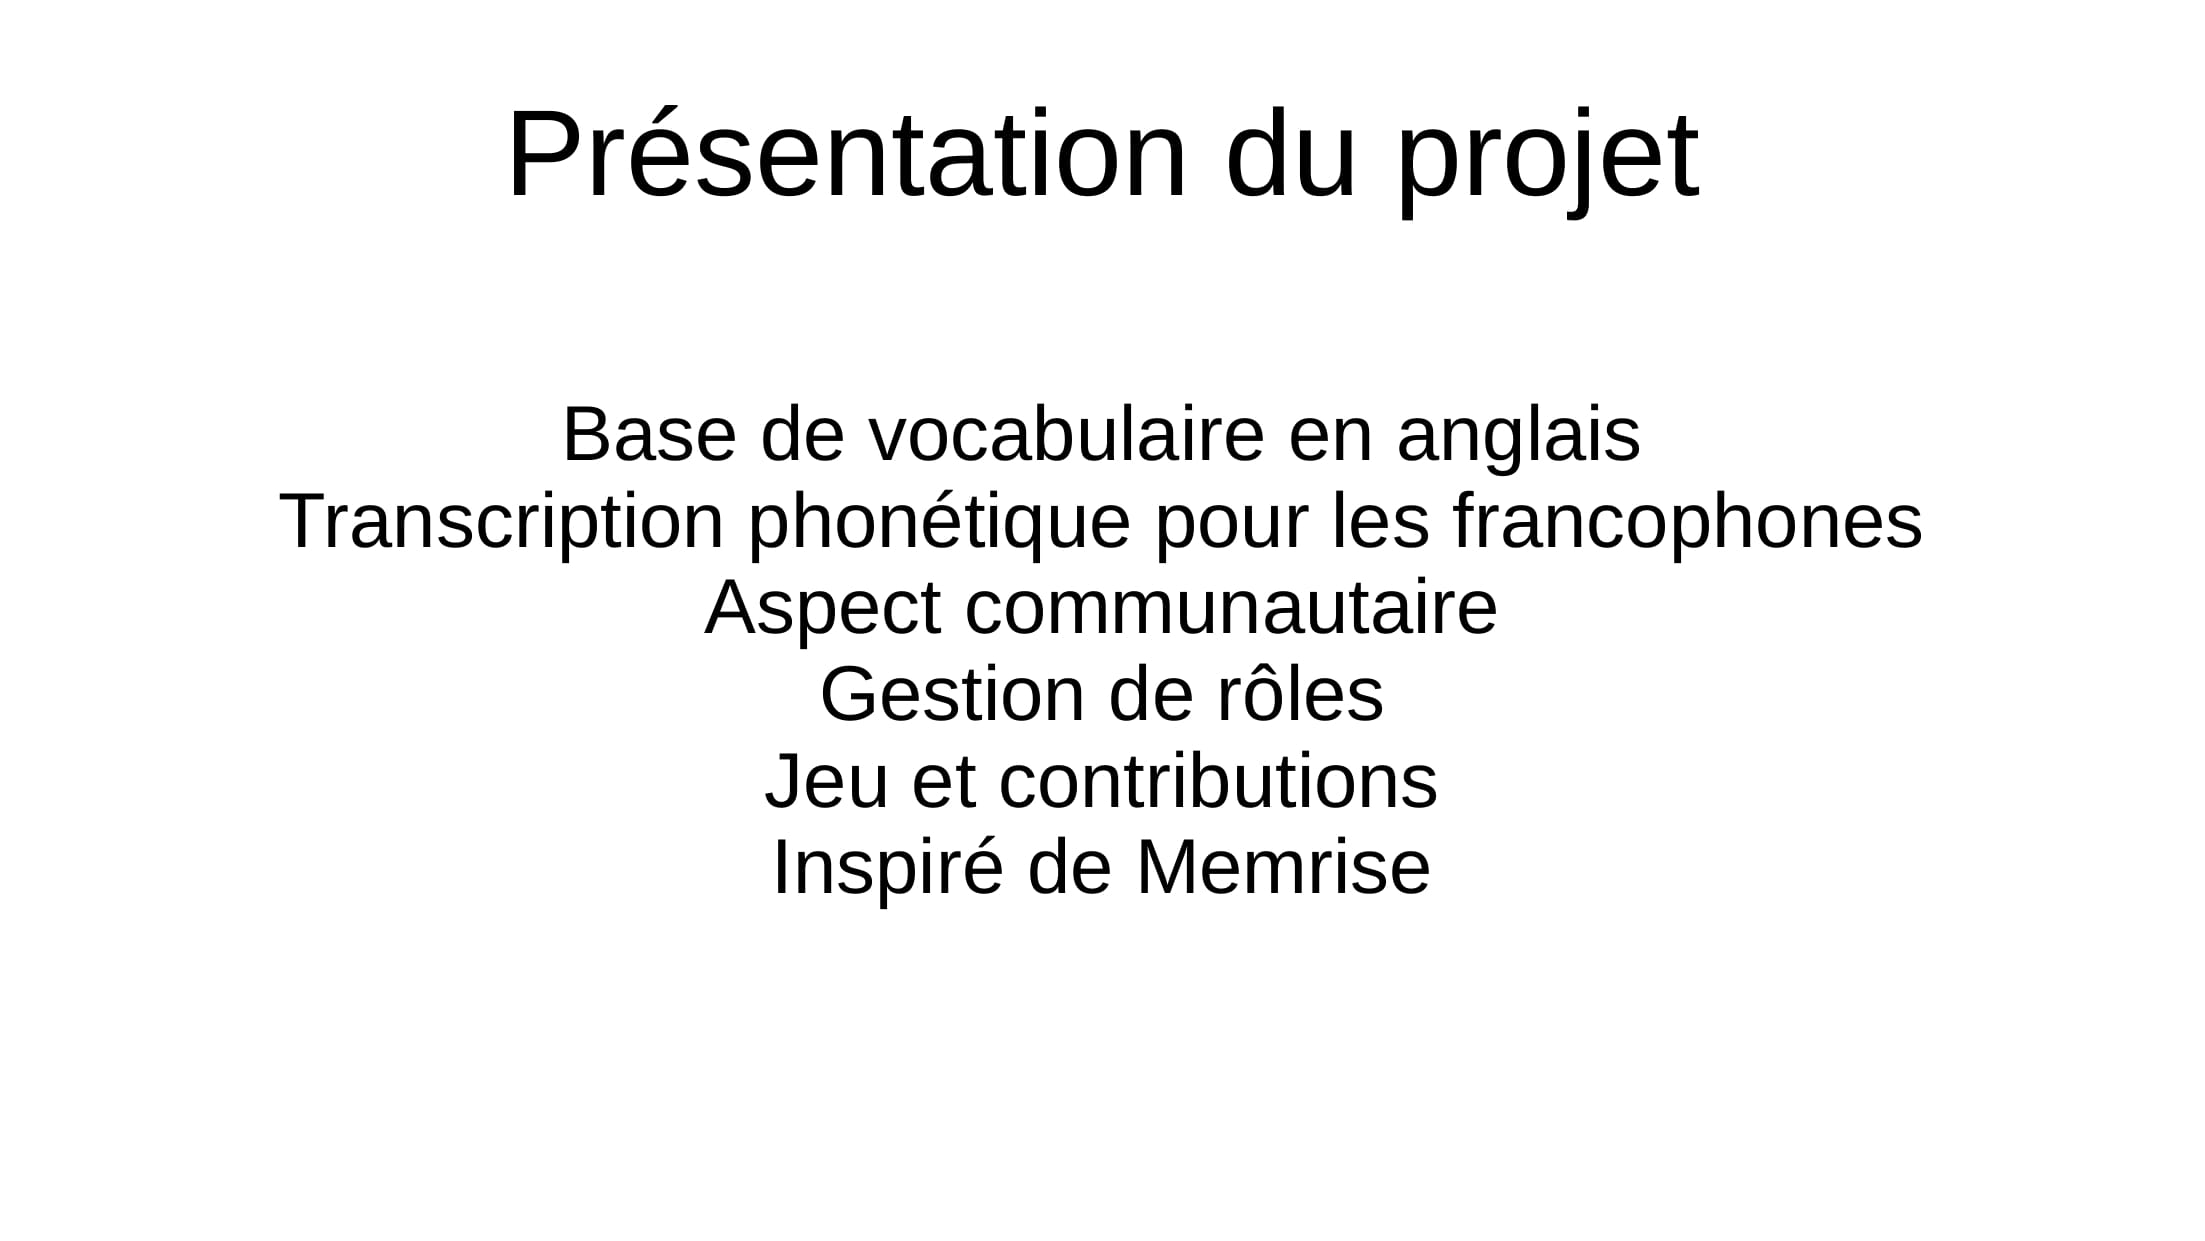 Présentation du projet
Base de vocabulaire en anglais
Transcription phonétique pour les francophones
Aspect communautaire
Gestion de rôles
Jeu et contributions
Inspiré de Memrise